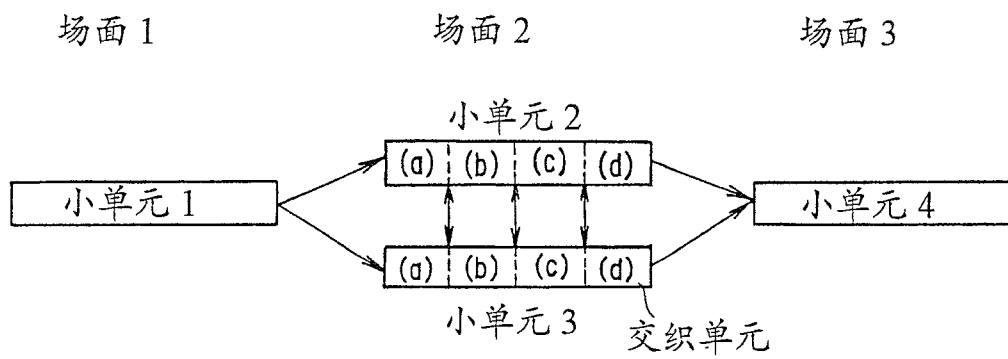 场面 1 场面 2 场面 3
小单元 2
(a) (b) (c) (d)
小单元 1
小单元 4
(a) (b) (c) (d)
小单元 3
交织单元